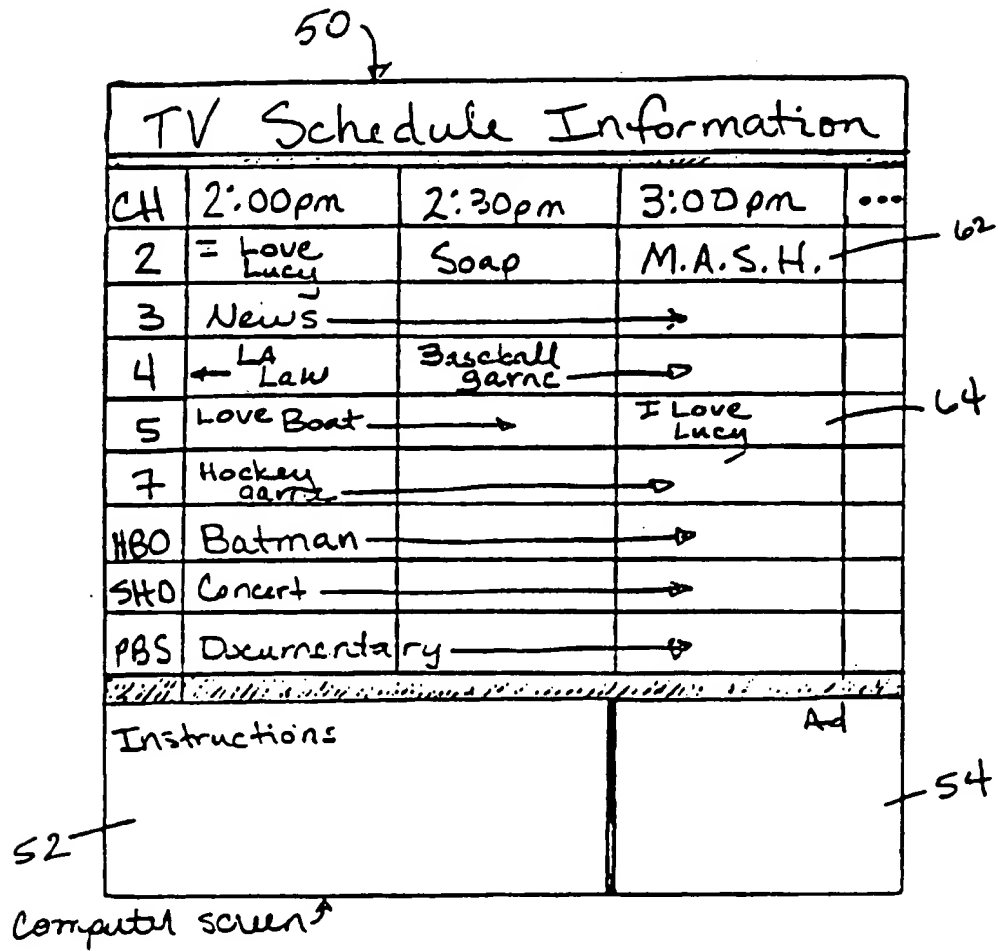 50
TV Schedule Information
CH 2:00pm 2:30pm 3:00pm ...
2 I Love Lucy Soap M.A.S.H. 62
3 News
4 LA Law Baseball game
5 Love Boat I Love Lucy 64
7 Hockey game
HBO Batman
SHO Concert
PBS Documentary
Instructions Ad
52 54
Computer screen